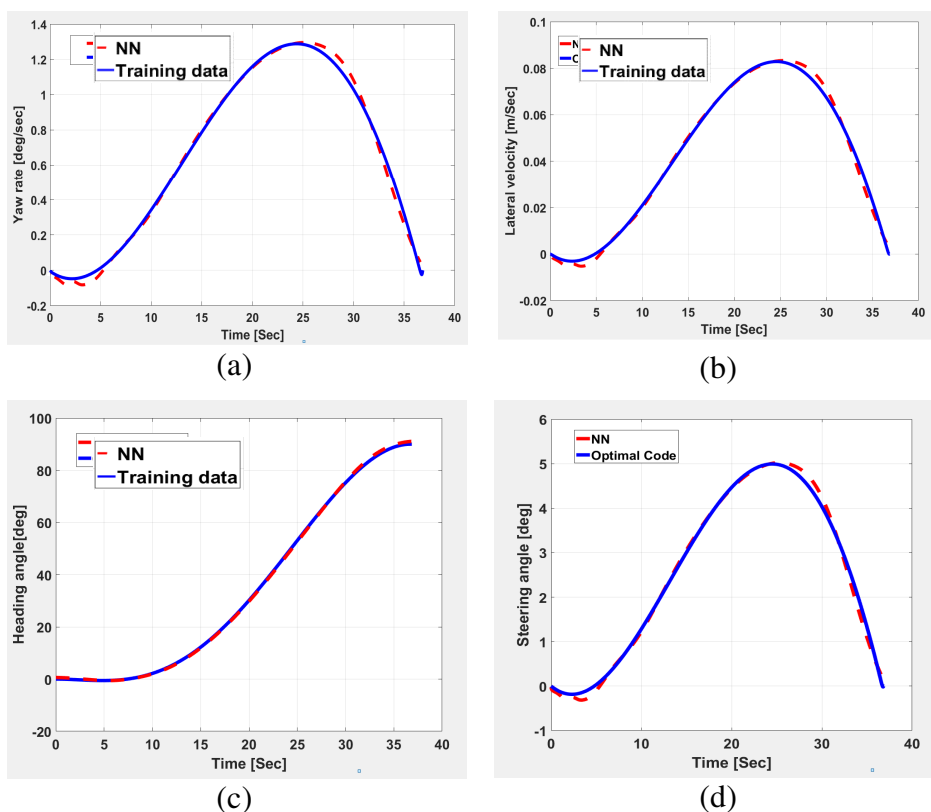 1.4
1.2
1
0.8
0.6
0.4
0.2
0
-0.2
Yaw rate [deg/sec]
NN
Training data
0 5 10 15 20 25 30 35 40
Time [Sec]
(a)
0.1
0.08
0.06
0.04
0.02
0
-0.02
Lateral velocity [m/Sec]
NN
Training data
0 5 10 15 20 25 30 35 40
Time [Sec]
(b)
100
80
60
40
20
0
-20
Heading angle[deg]
NN
Training data
0 5 10 15 20 25 30 35 40
Time [Sec]
(c)
6
5
4
3
2
1
0
-1
Steering angle [deg]
NN
Optimal Code
0 10 20 30 40
Time [Sec]
(d)